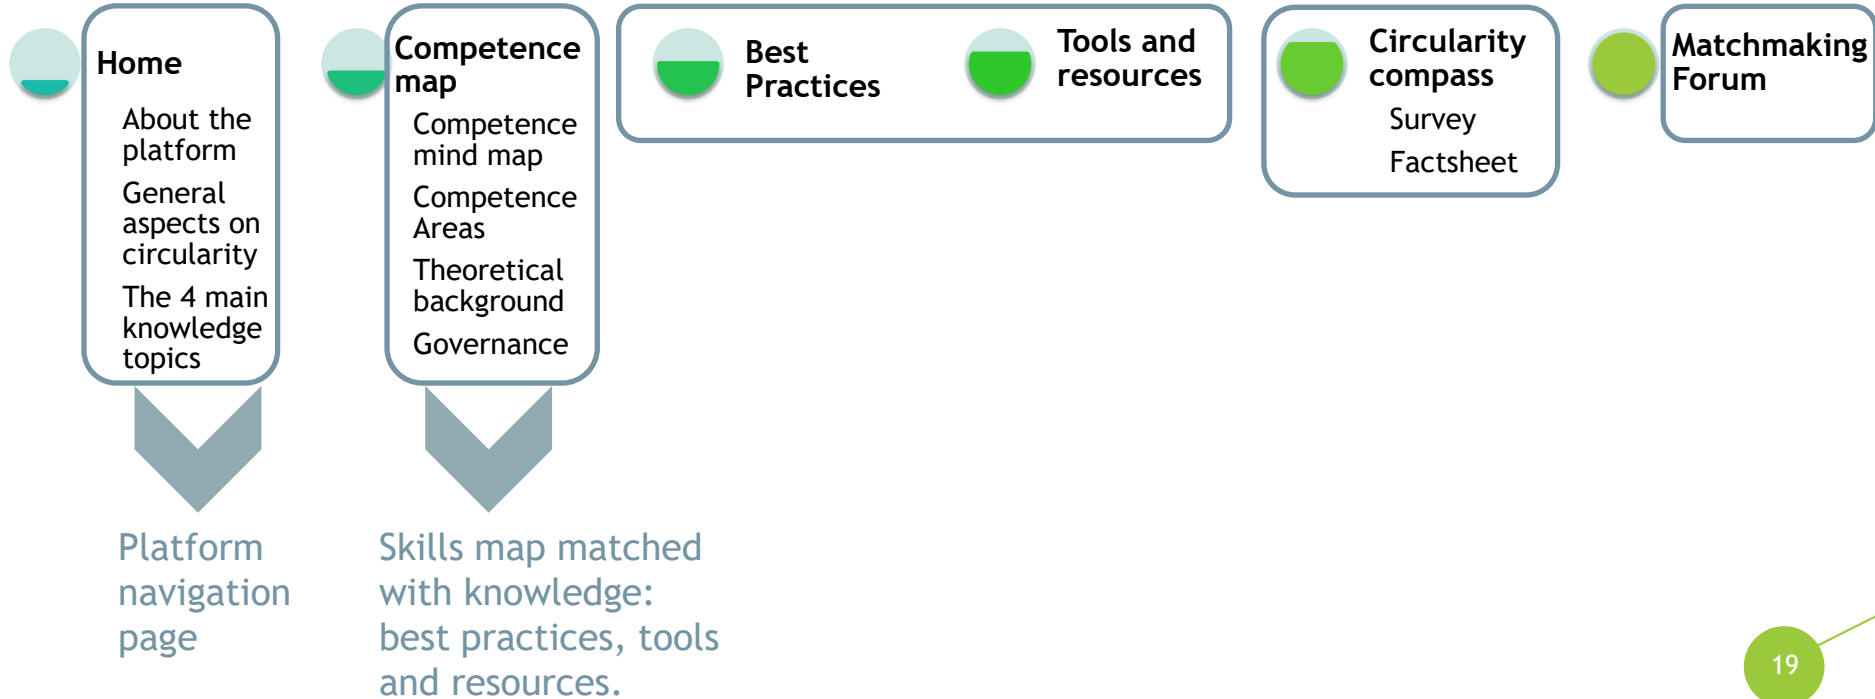 Home
About the
platform
General
aspects on
circularity
The 4 main
knowledge
topics
Platform
navigation
page
Competence
map
Competence
mind map
Competence
Areas
Theoretical
background
Governance
Skills map matched
with knowledge:
best practices, tools
and resources.
Best
Practices
Tools and
resources
Circularity
compass
Survey
Factsheet
Matchmaking
Forum
19